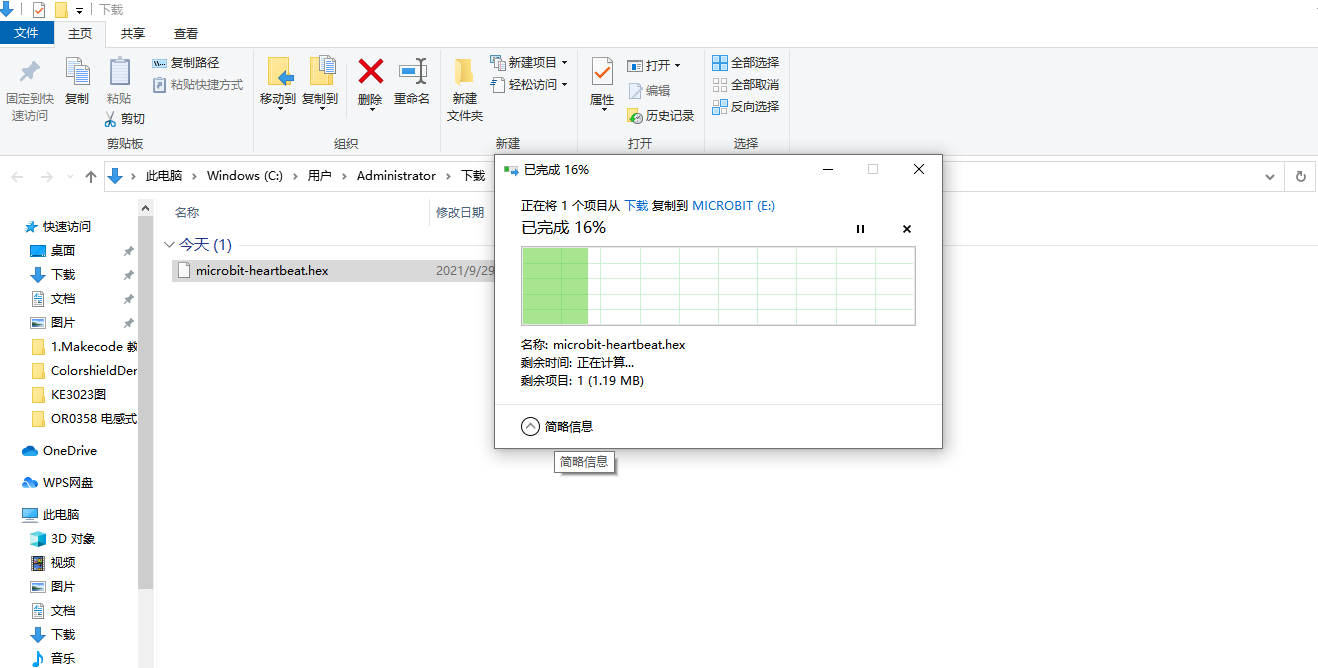 下载
文件 主页 共享 查看
固定到快速访问
复制
粘贴
复制路径
粘贴快捷方式
剪切
剪贴板
移动到
复制到
删除
重命名
组织
新建文件夹
新建项目
轻松访问
新建
属性
打开
编辑
历史记录
打开
全部选择
全部取消
反向选择
选择
此电脑 › Windows (C:) › 用户 › Administrator › 下载
快速访问
桌面
下载
文档
图片
1.Makecode 教
ColorshieldDer
KE3023图
OR0358 电感式
OneDrive
WPS网盘
此电脑
3D 对象
视频
图片
文档
下载
音乐
名称 修改日期
今天 (1)
microbit-heartbeat.hex 2021/9/29
已完成 16%
正在将 1 个项目从 下载 复制到 MICROBIT (E:)
已完成 16%
名称: microbit-heartbeat.hex
剩余时间: 正在计算...
剩余项目: 1 (1.19 MB)
简略信息
简略信息